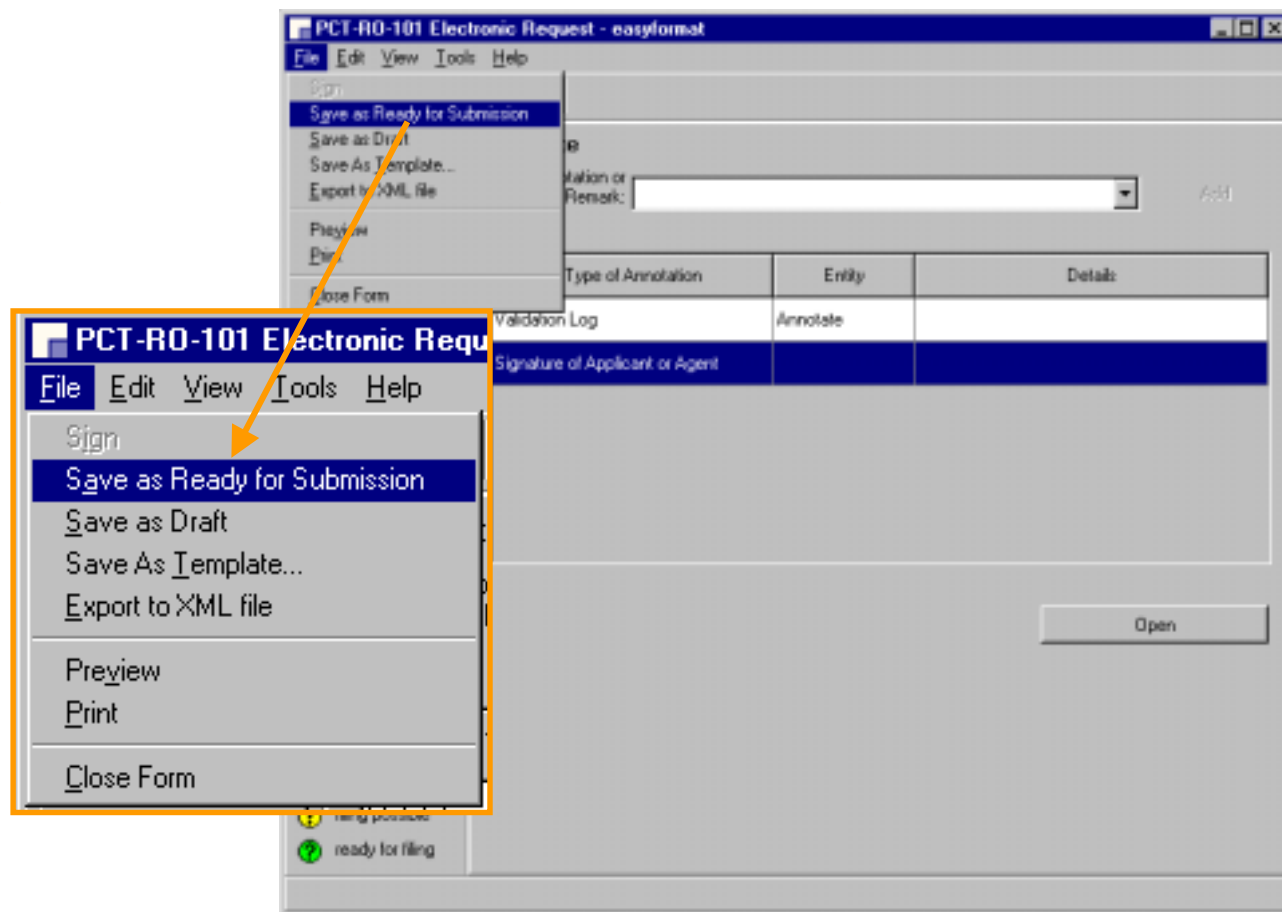 PCT-RO-101 Electronic Request - easyformat
File Edit View Tools Help
Sign
Save as Ready for Submission
Save as Draft
Save As Template...
Export to XML file
Preview
Print
Close Form
Remark:
Add
Type of Annotation Entity Details
Validation Log Annotate
Signature of Applicant or Agent
Open
PCT-RO-101 Electronic Requ
File Edit View Tools Help
Sign
Save as Ready for Submission
Save as Draft
Save As Template...
Export to XML file
Preview
Print
Close Form
filing possible
ready for filing